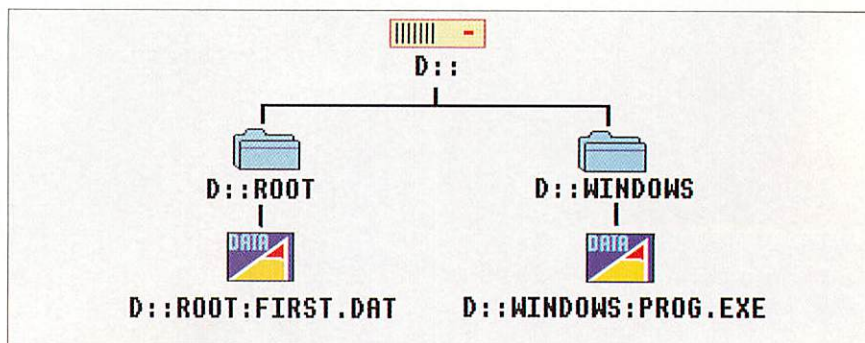 D::
D::ROOT
D::WINDOWS
DATA
DATA
D::ROOT:FIRST.DAT
D::WINDOWS:PROG.EXE